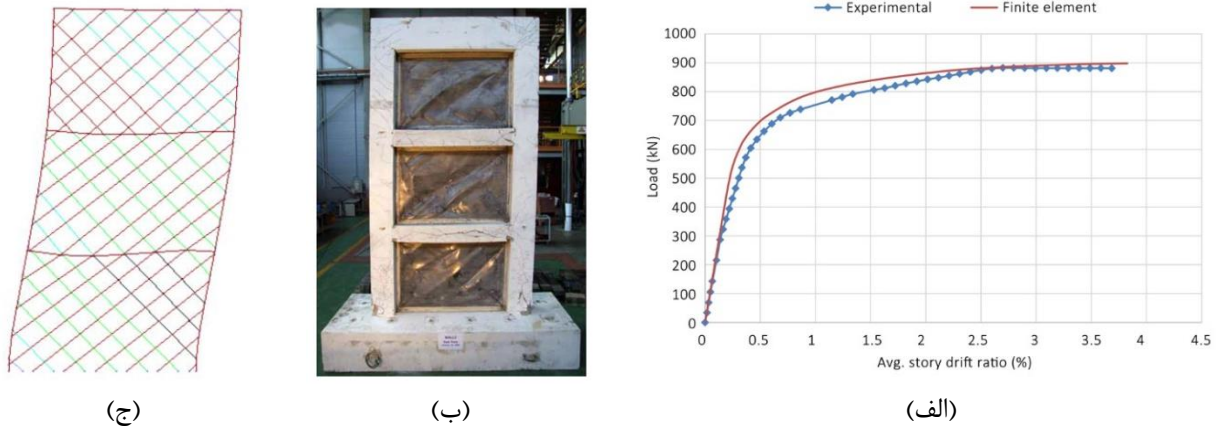 Experimental Finite element
1000
900
800
700
600
500
400
300
200
100
0
Load (kN)
0 0.5 1 1.5 2 2.5 3 3.5 4 4.5
Avg. story drift ratio (%)
(الف)
(ب)
(ج)